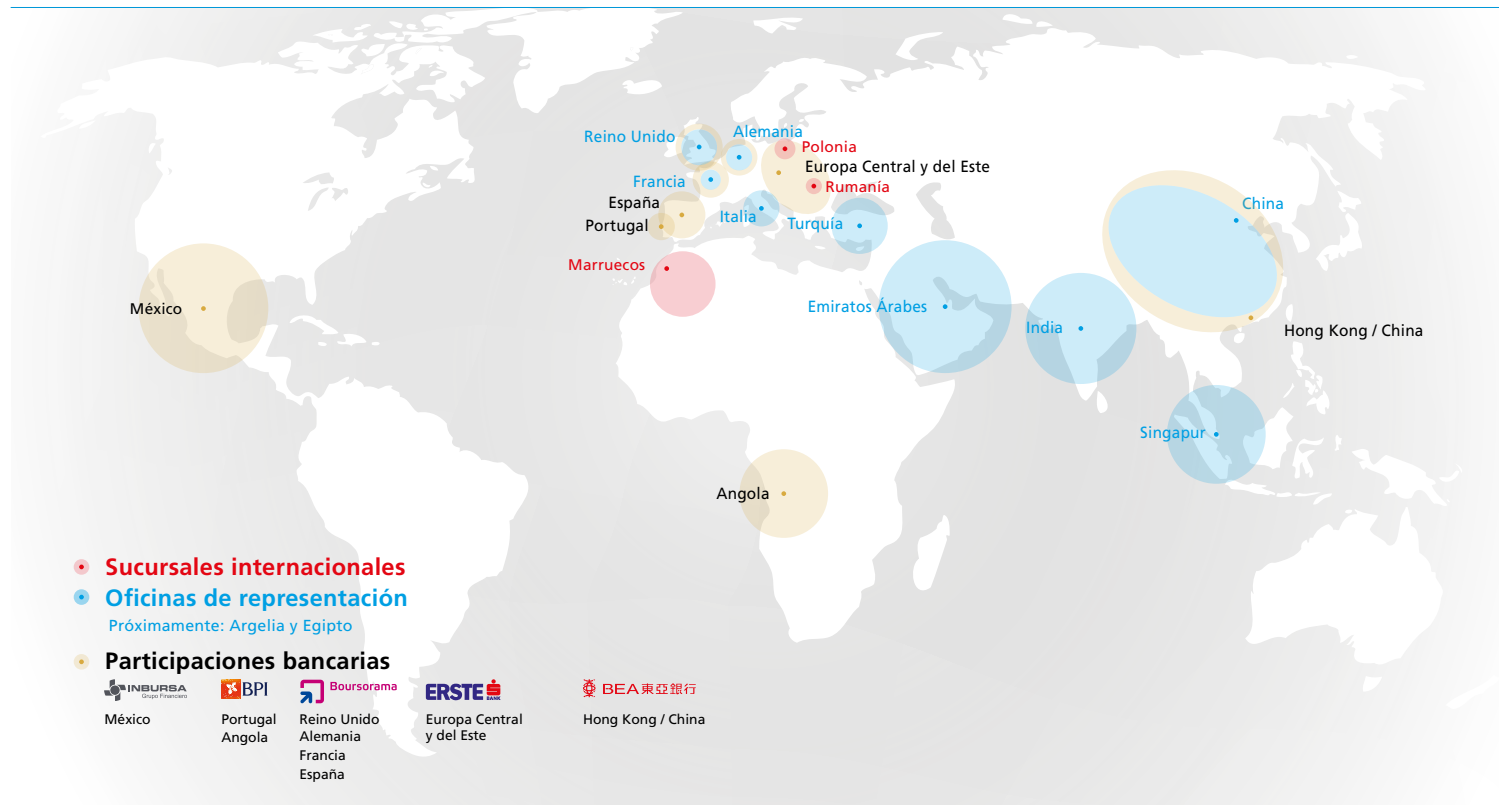 Reino Unido
Alemania
Polonia
Europa Central y del Este
Francia
Rumanía
España
Italia
Portugal
Turquía
China
Marruecos
México
Emiratos Árabes
India
Hong Kong / China
Singapur
Angola
Sucursales internacionales
Oficinas de representación
Próximamente: Argelia y Egipto
Participaciones bancarias
INBURSA
Grupo Financiero
México
BPI
Portugal
Angola
Boursorama
Reino Unido
Alemania
Francia
España
ERSTE
BANK
Europa Central
y del Este
BEA東亞銀行
Hong Kong / China